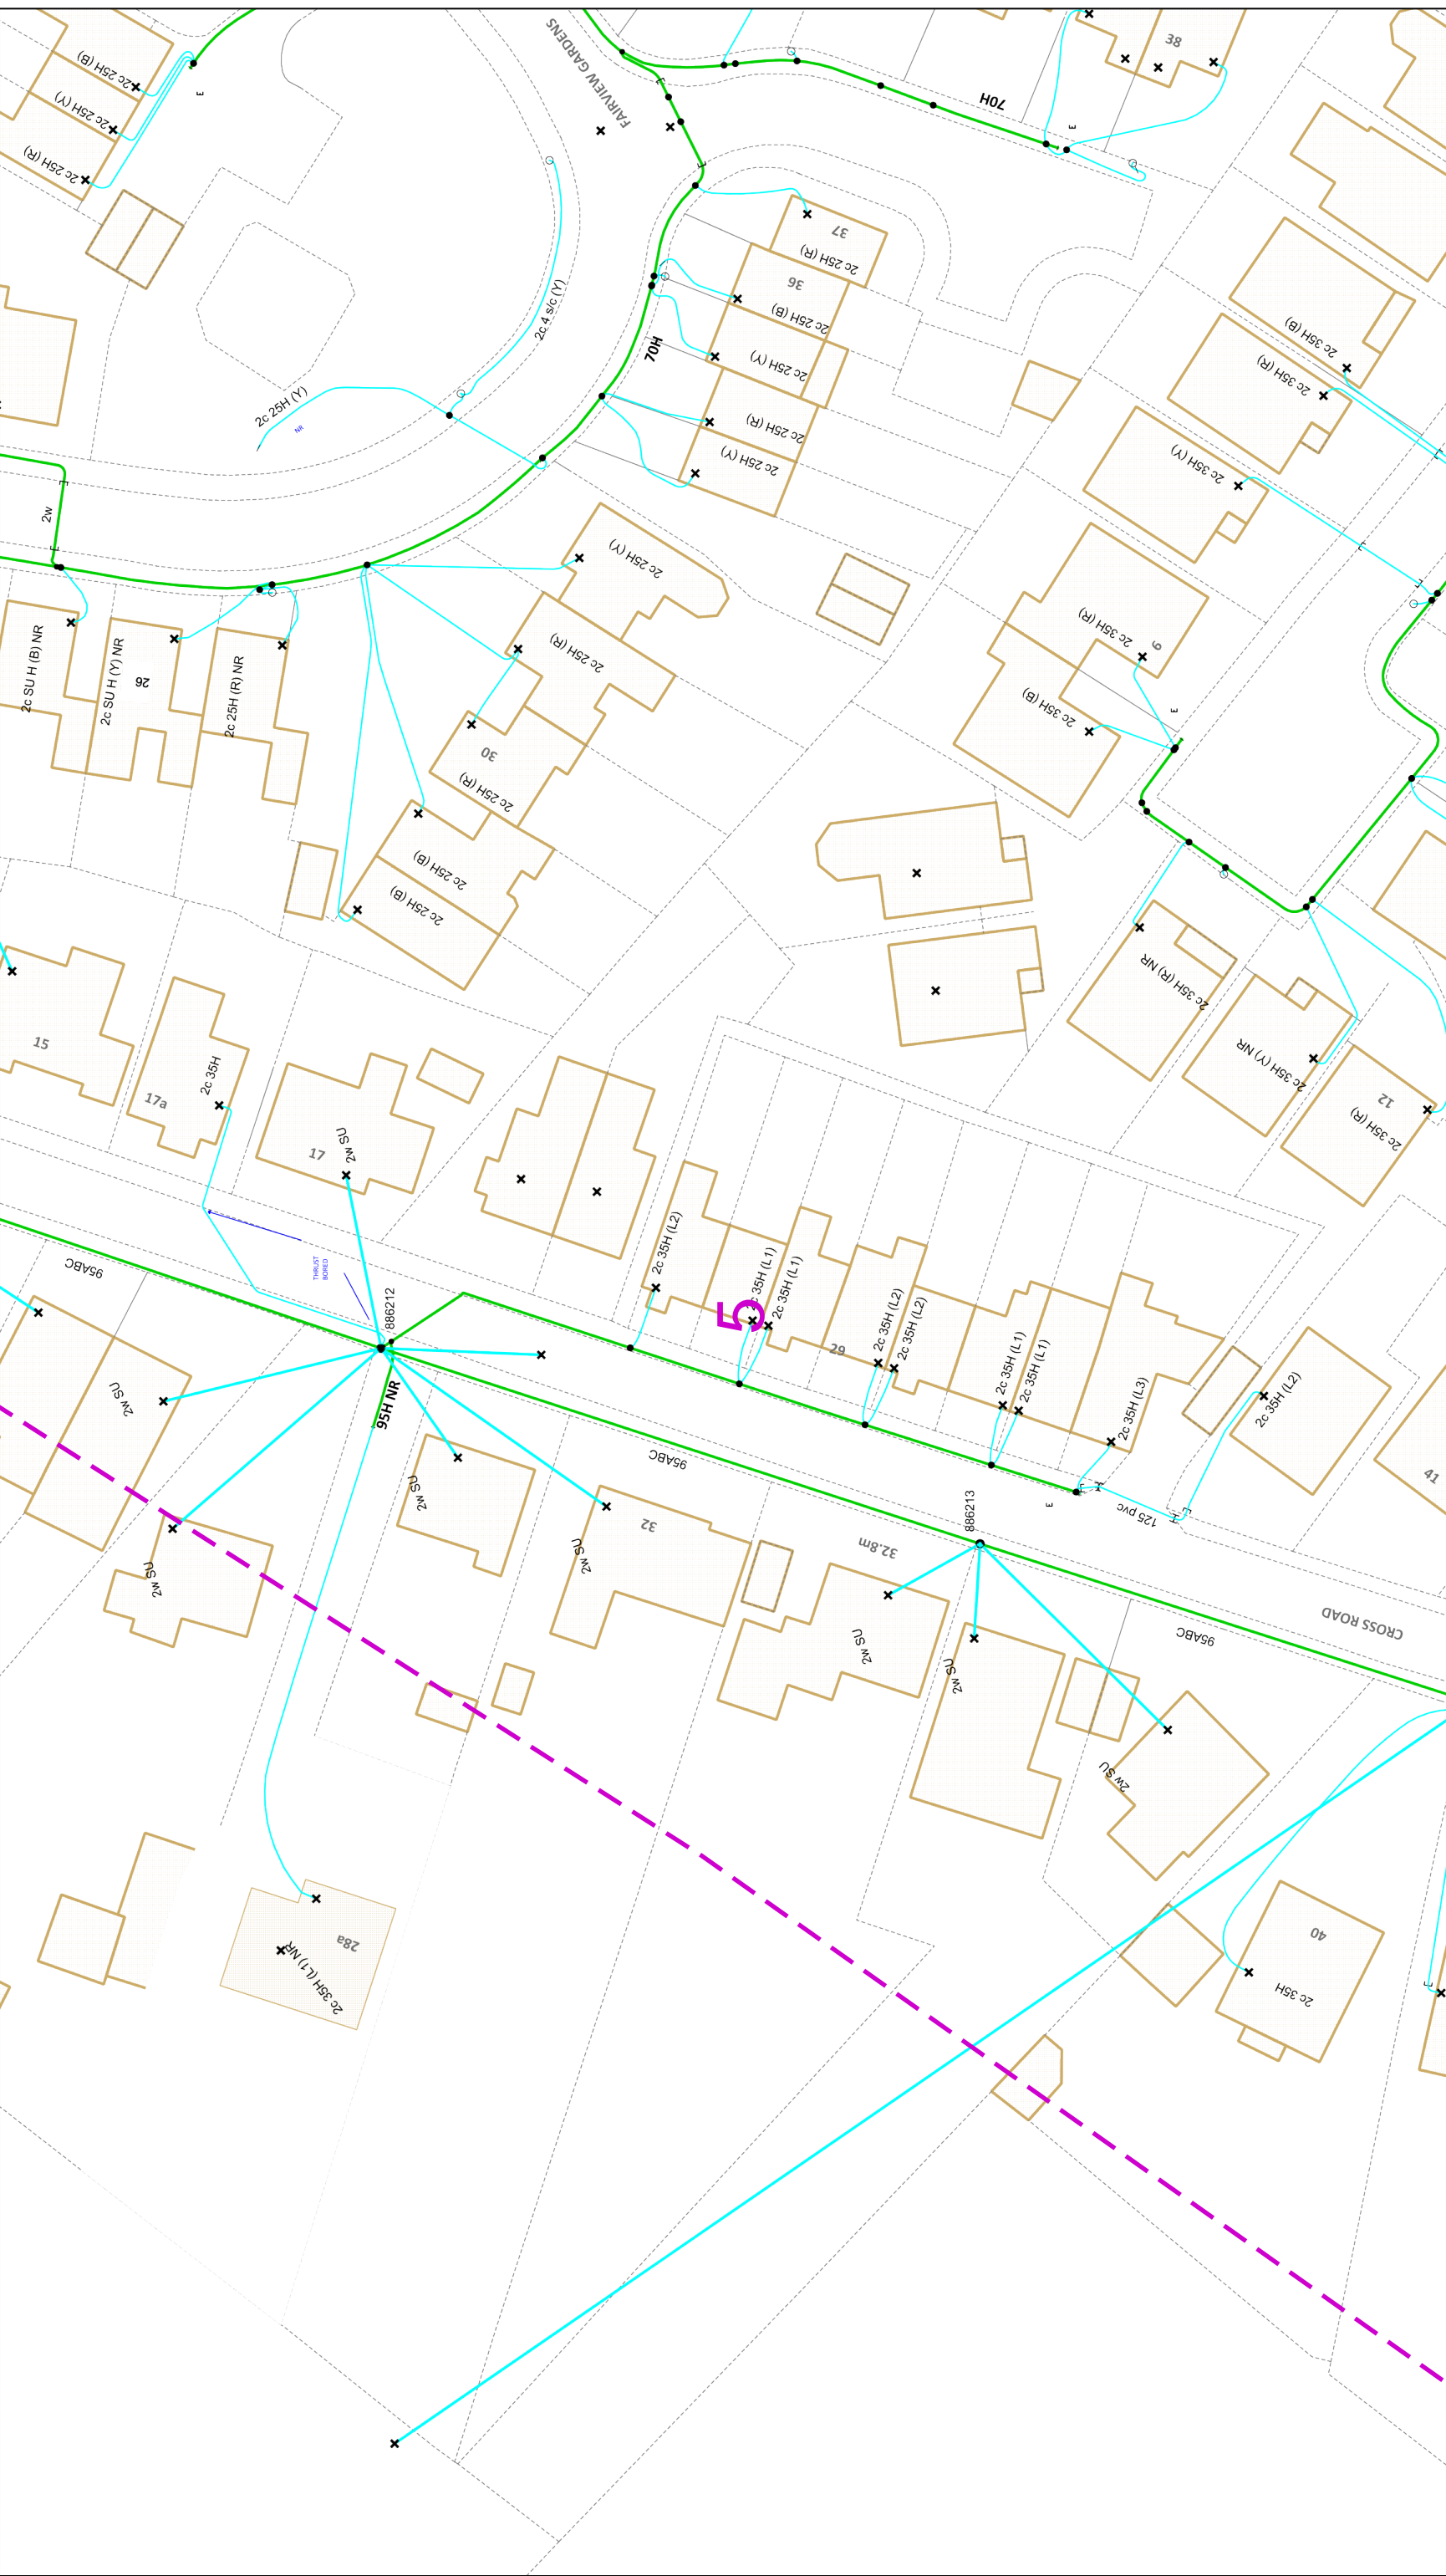 2c 25H (B)
2c 25H (Y)
2c 25H (R)
E
FAIRVIEW GARDENS
38
70H
E
37
2c 25H (R)
36
2c 25H (B)
2c 25H (Y)
2c 25H (R)
2c 25H (Y)
70H
2c 4 s/c (Y)
2c 25H (Y)
NR
2c 35H (B)
2c 35H (R)
2c 35H (Y)
2w
2c 25H (Y)
2c 25H (R)
30
2c 25H (R)
2c 25H (B)
2c 25H (B)
2c SU H (B) NR
2c SU H (Y) NR
26
2c 25H (R) NR
2c 35H (R)
9
2c 35H (B)
E
2c 35H (R) NR
2c 35H (Y) NR
12
2c 35H (R)
15
17a
2c 35H
17
2w SU
THRUST
BORED
95ABC
886212
95H NR
2c 35H (L2)
5
2c 35H (L1)
2c 35H (L1)
29
2c 35H (L2)
2c 35H (L2)
2c 35H (L1)
2c 35H (L1)
2c 35H (L3)
2c 35H (L2)
41
2w SU
2w SU
2w SU
2w SU
32
95ABC
886213
E
125 pvc
32.8m
2w SU
2w SU
2w SU
95ABC
CROSS ROAD
28a
2c 35H (L1) NR
40
2c 35H